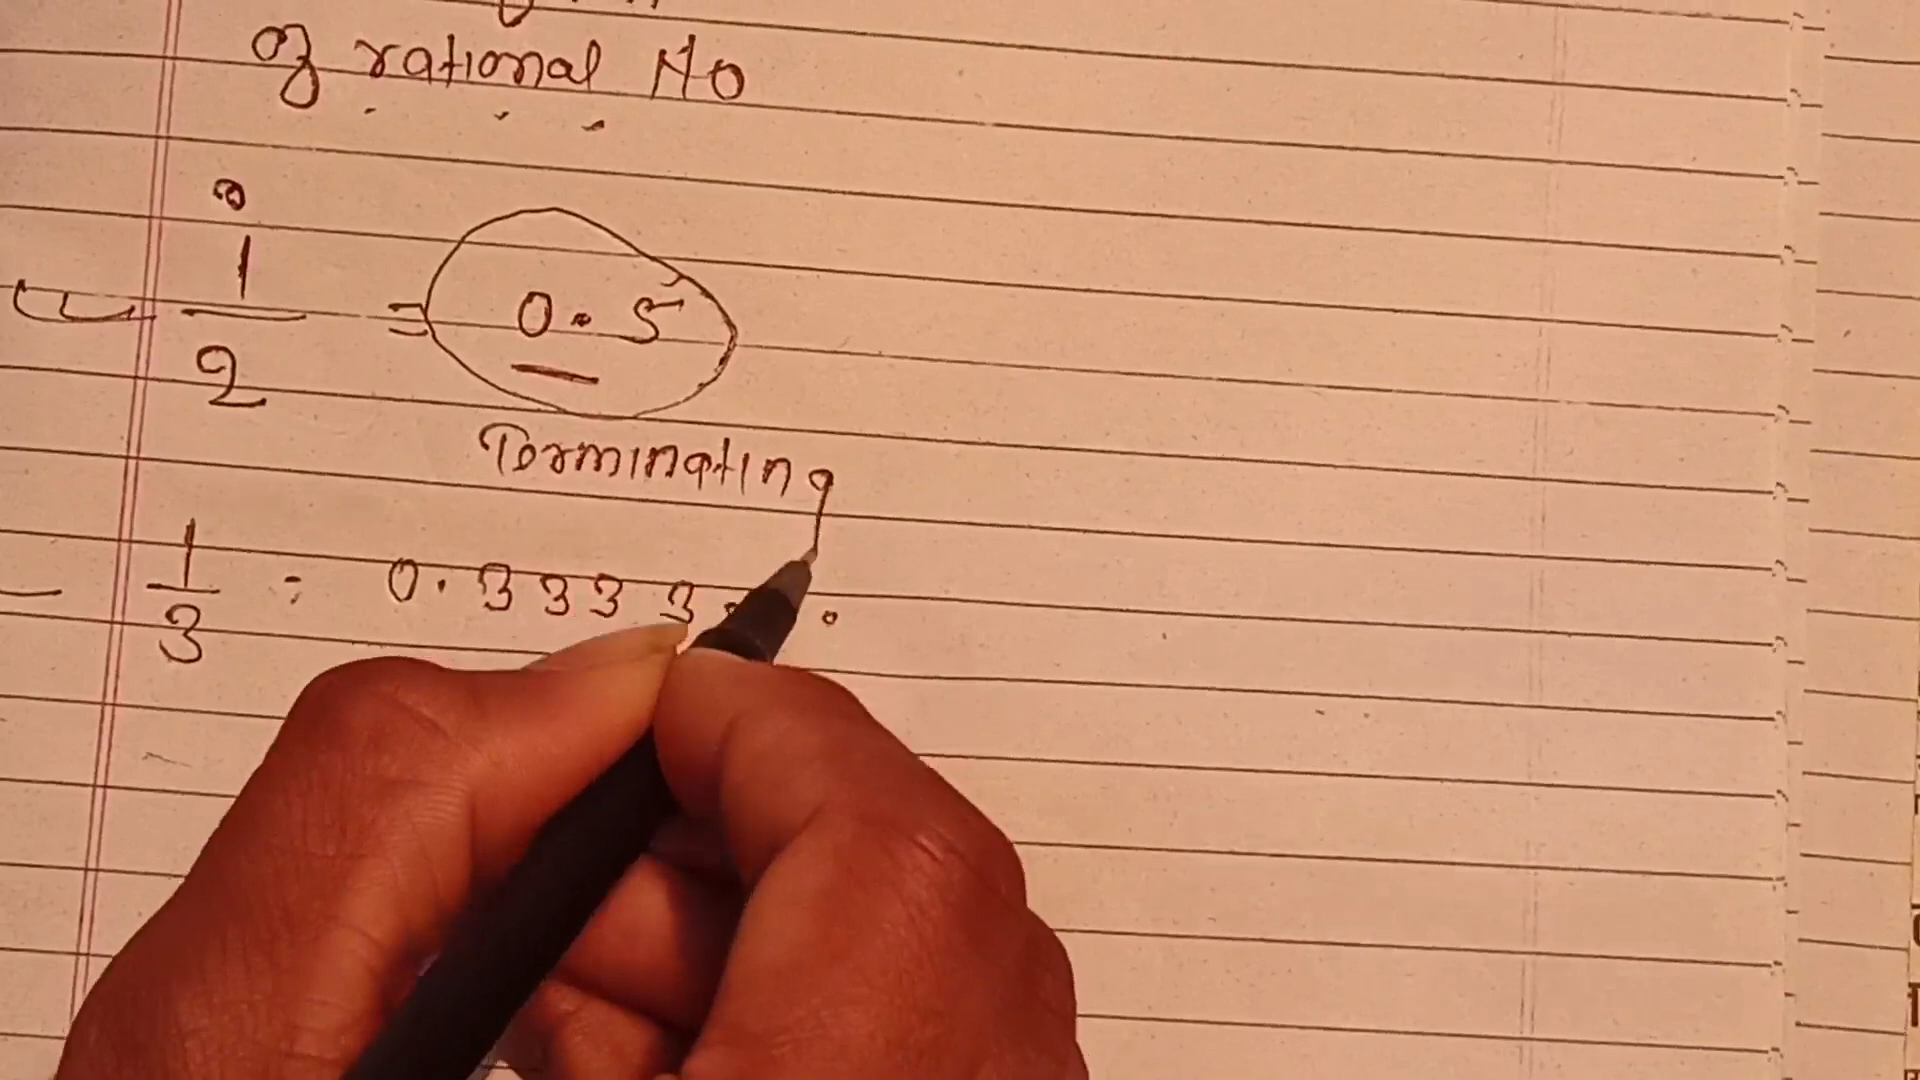 of rational No
1/2 = 0.5
Terminating
1/3 = 0.3333...